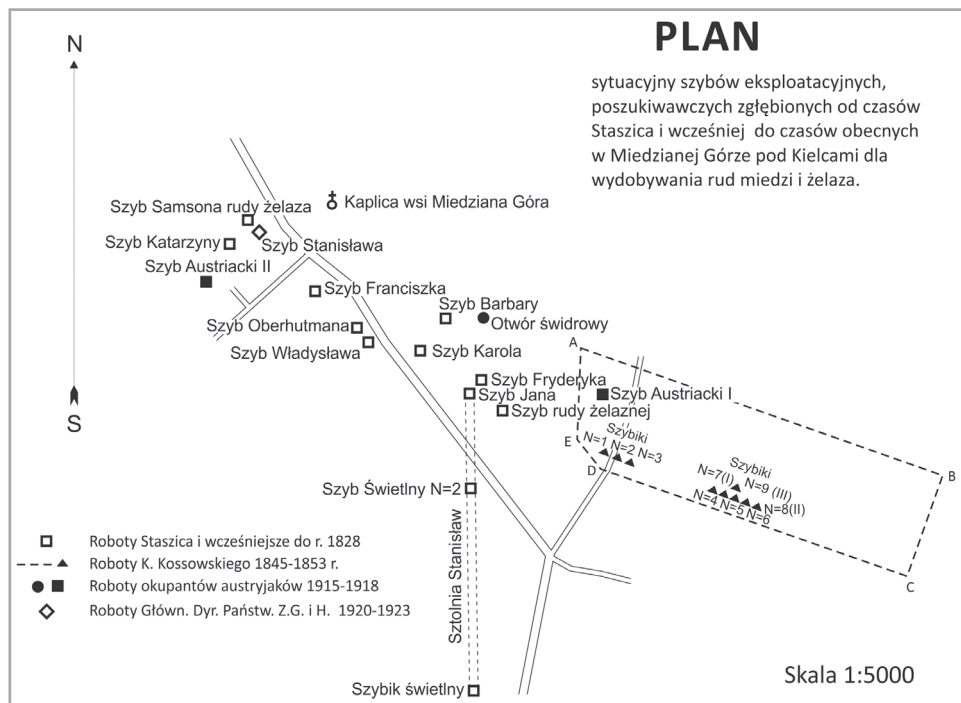 PLAN
sytuacyjny szybów eksploatacyjnych,
poszukiwawczych zgłębionych od czasów
Staszica i wcześniej do czasów obecnych
w Miedzianej Górze pod Kielcami dla
wydobywania rud miedzi i żelaza.
N
S
Kaplica wsi Miedziana Góra
Szyb Samsona rudy żelaza
Szyb Katarzyny
Szyb Stanisława
Szyb Austriacki II
Szyb Franciszka
Szyb Barbary
Otwór świdrowy
Szyb Oberhutmana
Szyb Władysława
Szyb Karola
A
Szyb Fryderyka
Szyb Jana
Szyb Austriacki I
Szyb rudy żelaznej
E
Szybiki
N=1 N=2 N=3
D
Szybiki
N=7(I)
N=9 (III)
N=4 N=5 N=6
N=8(II)
B
C
Szyb Świetlny N=2
Sztolnia Stanisław
Szybik świetlny
Roboty Staszica i wcześniejsze do r. 1828
Roboty K. Kossowskiego 1845-1853 r.
Roboty okupantów austryjaków 1915-1918
Roboty Główn. Dyr. Państw. Z.G. i H. 1920-1923
Skala 1:5000